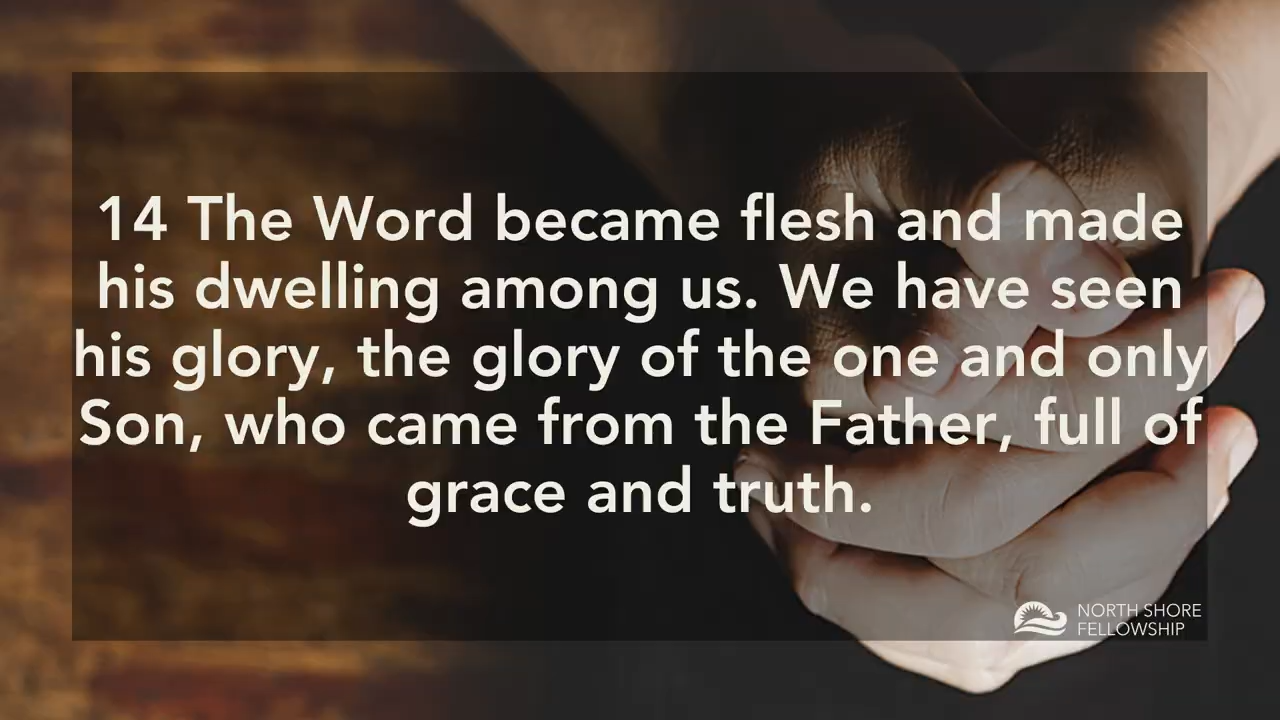 14 The Word became flesh and made
his dwelling among us. We have seen
his glory, the glory of the one and only
Son, who came from the Father, full of
grace and truth.
NORTH SHORE
FELLOWSHIP